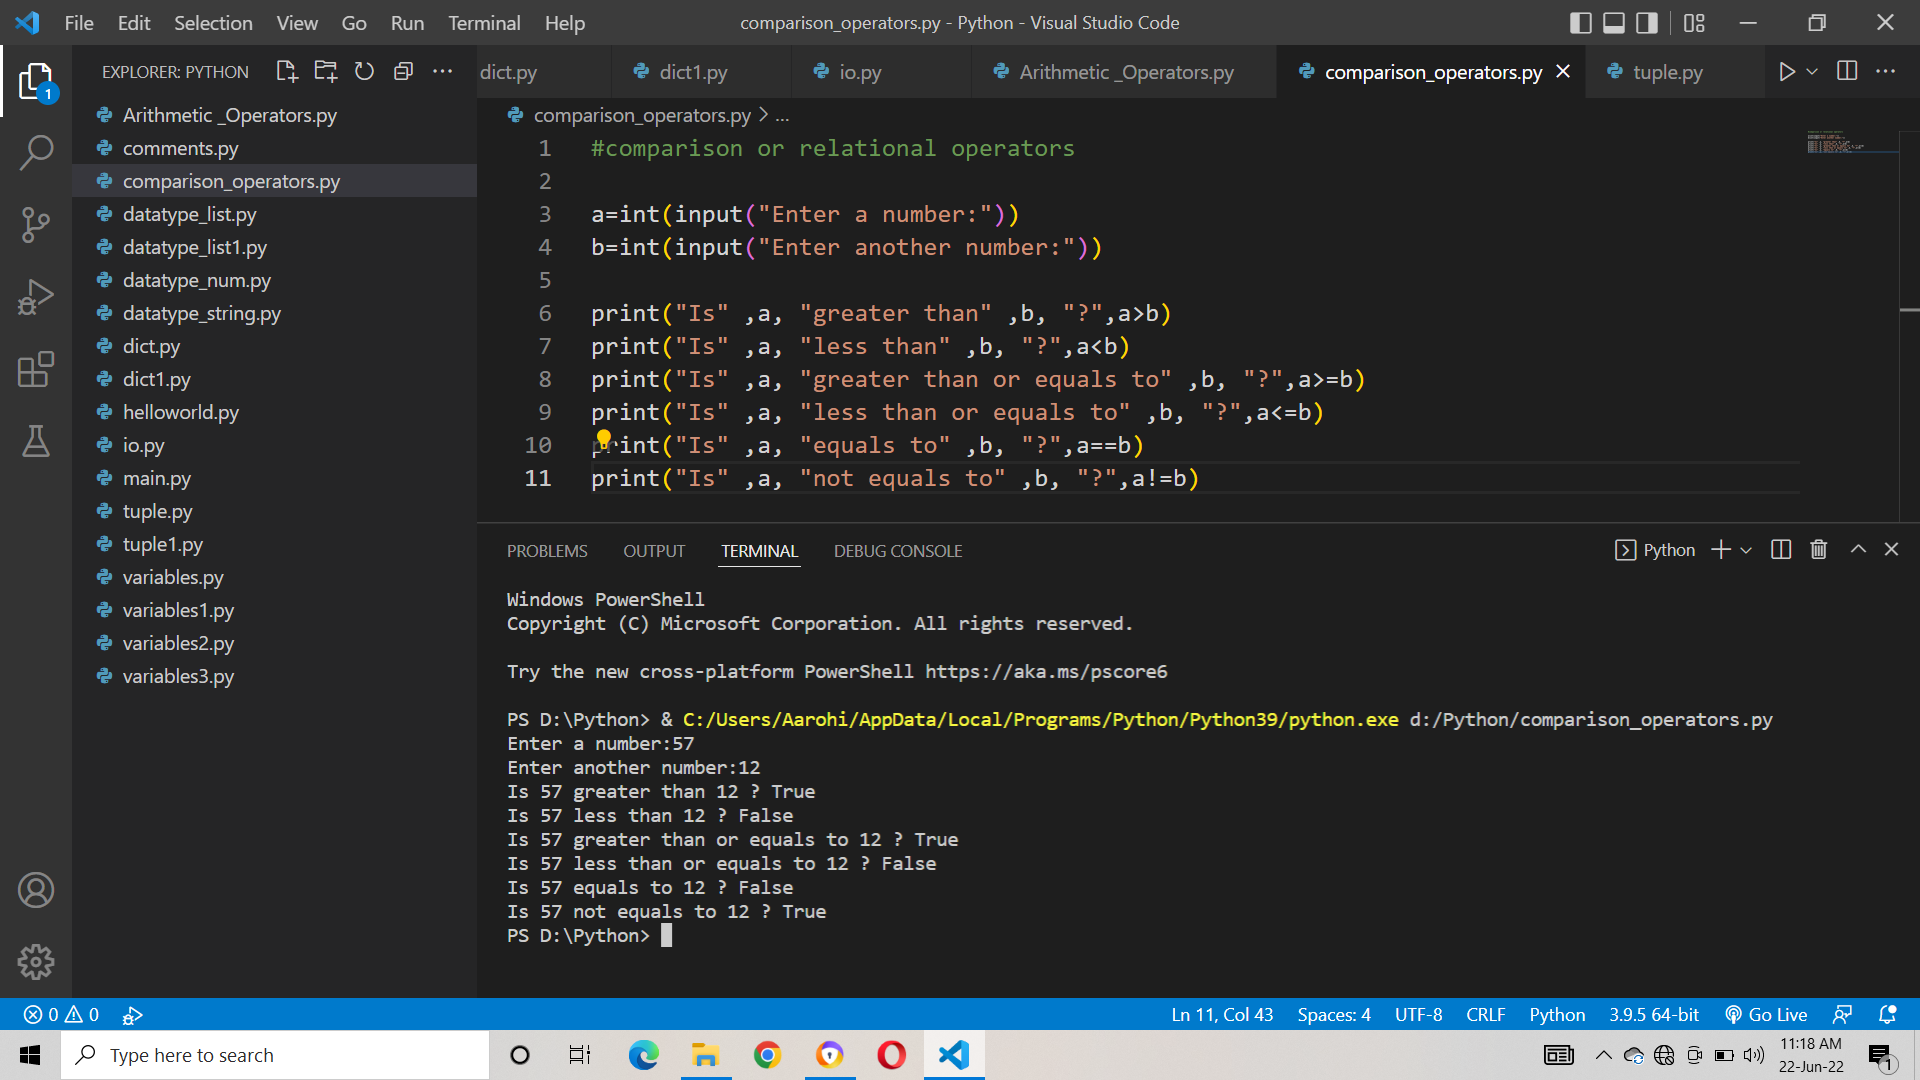 File Edit Selection View Go Run Terminal Help
comparison_operators.py - Python - Visual Studio Code
EXPLORER: PYTHON
dict.py dict1.py io.py Arithmetic _Operators.py comparison_operators.py tuple.py
1
Arithmetic _Operators.py
comments.py
comparison_operators.py
datatype_list.py
datatype_list1.py
datatype_num.py
datatype_string.py
dict.py
dict1.py
helloworld.py
io.py
main.py
tuple.py
tuple1.py
variables.py
variables1.py
variables2.py
variables3.py
comparison_operators.py > ...
1 #comparison or relational operators
2
3 a=int(input("Enter a number:"))
4 b=int(input("Enter another number:"))
5
6 print("Is" ,a, "greater than" ,b, "?",a>b)
7 print("Is" ,a, "less than" ,b, "?",a<b)
8 print("Is" ,a, "greater than or equals to" ,b, "?",a>=b)
9 print("Is" ,a, "less than or equals to" ,b, "?",a<=b)
10 print("Is" ,a, "equals to" ,b, "?",a==b)
11 print("Is" ,a, "not equals to" ,b, "?",a!=b)
PROBLEMS OUTPUT TERMINAL DEBUG CONSOLE
Python
Windows PowerShell
Copyright (C) Microsoft Corporation. All rights reserved.
Try the new cross-platform PowerShell https://aka.ms/pscore6
PS D:\Python> & C:/Users/Aarohi/AppData/Local/Programs/Python/Python39/python.exe d:/Python/comparison_operators.py
Enter a number:57
Enter another number:12
Is 57 greater than 12 ? True
Is 57 less than 12 ? False
Is 57 greater than or equals to 12 ? True
Is 57 less than or equals to 12 ? False
Is 57 equals to 12 ? False
Is 57 not equals to 12 ? True
PS D:\Python>
0 0
Ln 11, Col 43 Spaces: 4 UTF-8 CRLF Python 3.9.5 64-bit Go Live
Type here to search
11:18 AM
22-Jun-22
1